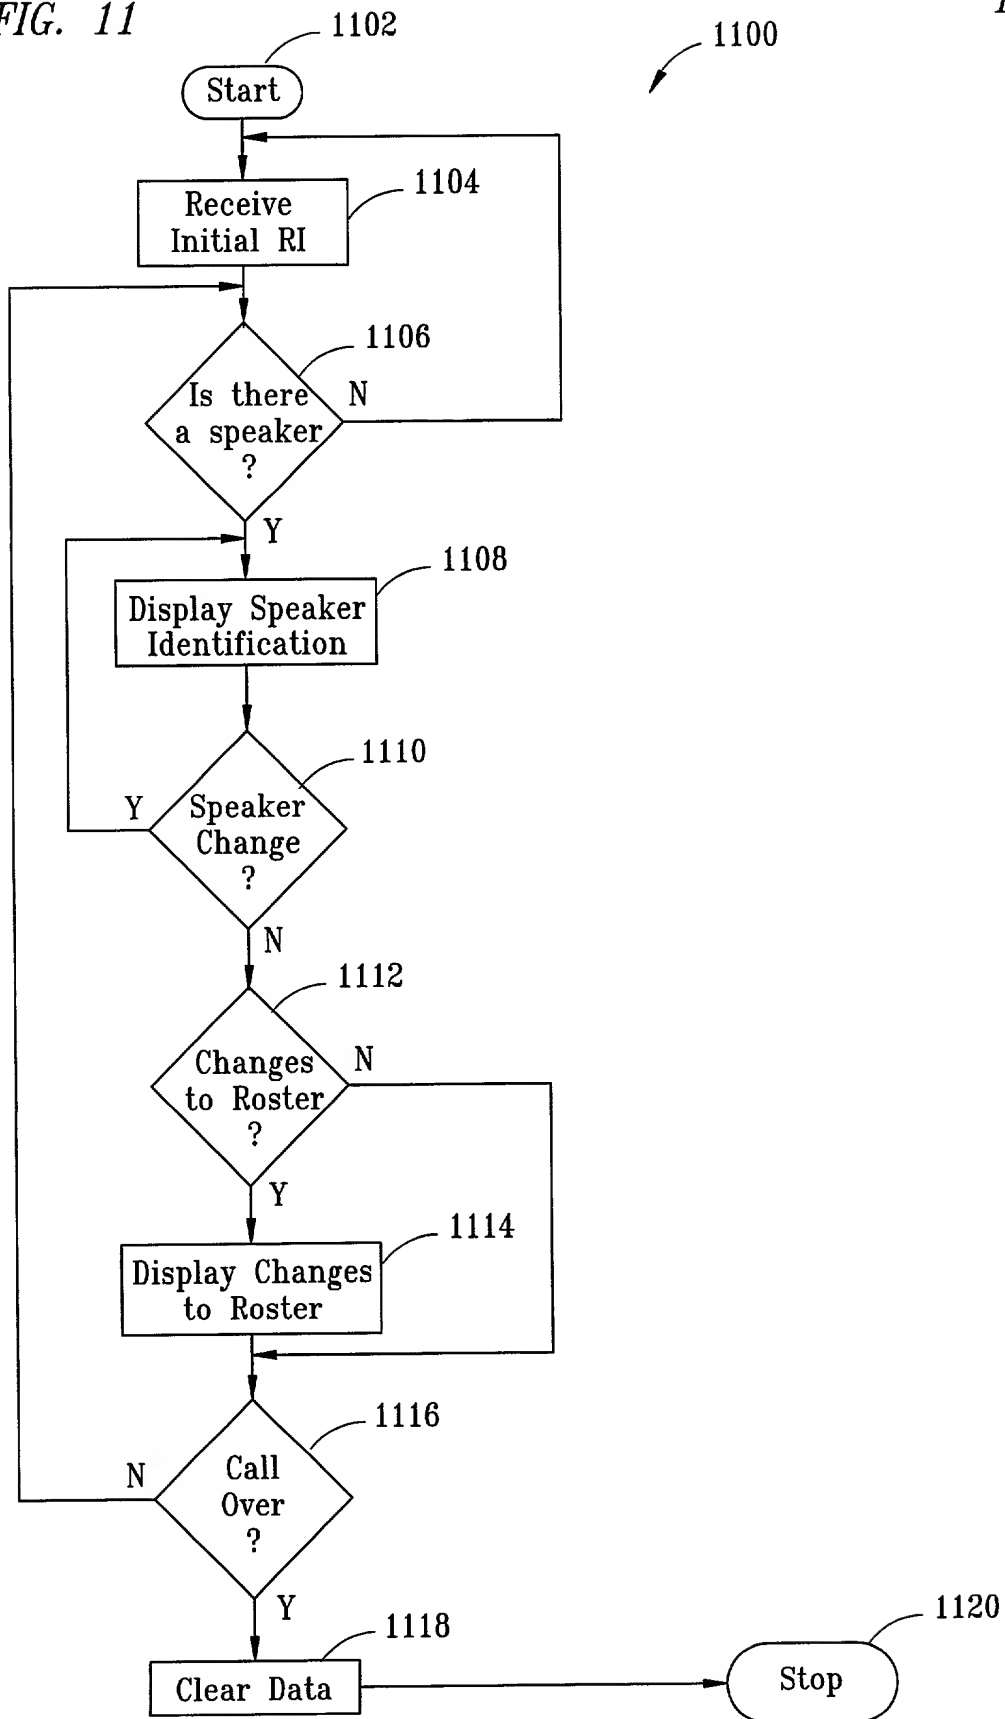 FIG. 11
1102
1100
Start
1104
Receive
Initial RI
1106
Is there
a speaker
?
N
Y
1108
Display Speaker
Identification
1110
Y
Speaker
Change
?
N
1112
Changes
to Roster
?
N
Y
1114
Display Changes
to Roster
1116
N
Call
Over
?
Y
1118
Clear Data
1120
Stop